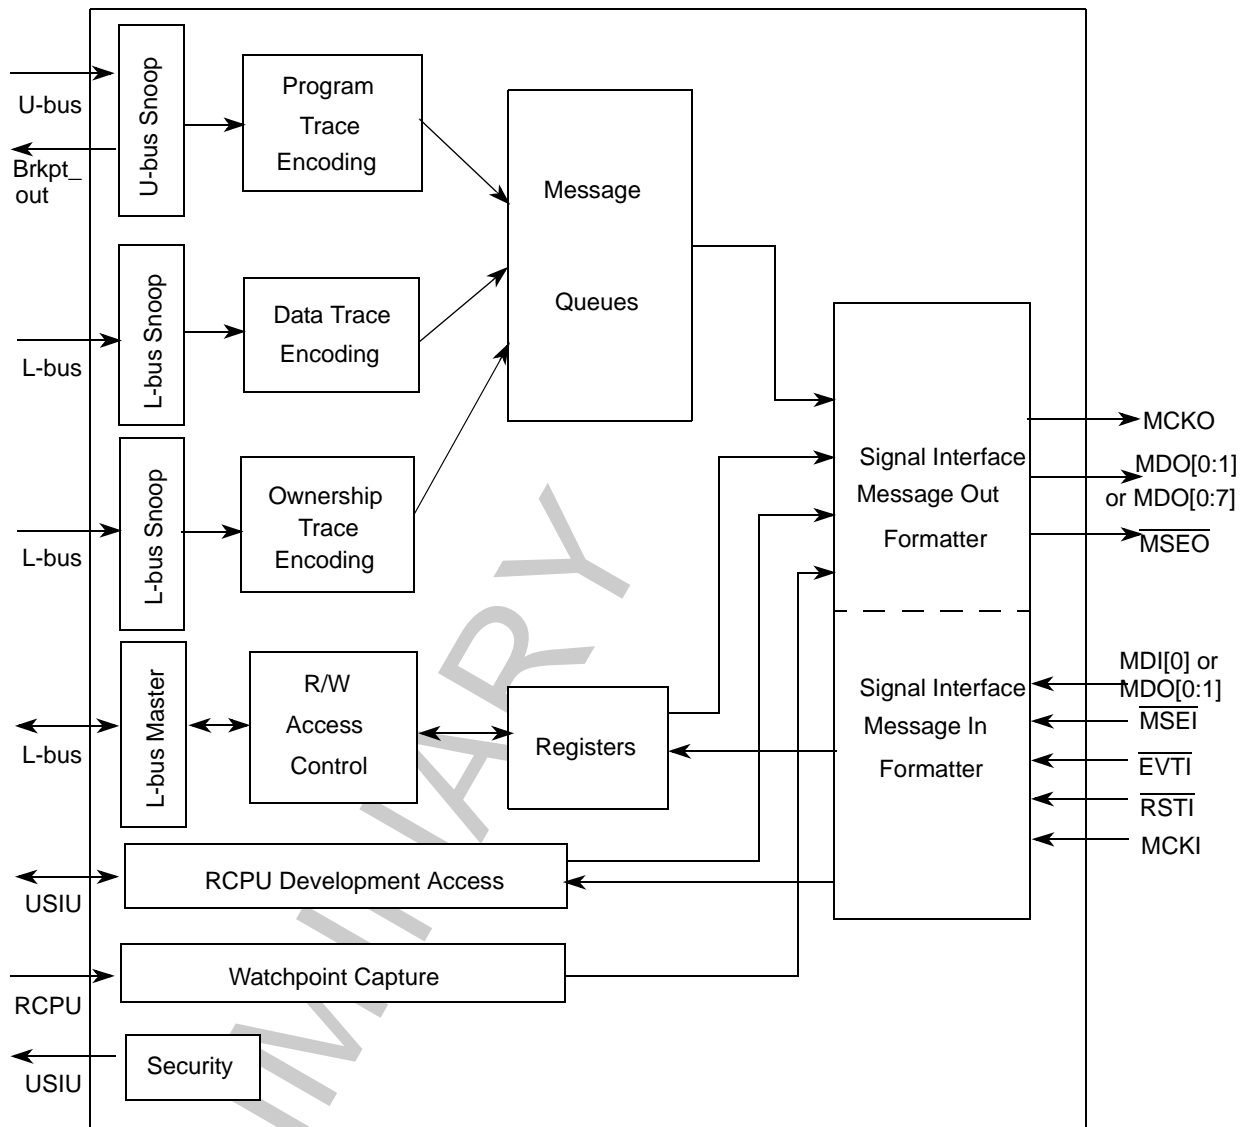 U-bus
Brkpt_
out
U-bus Snoop
Program
Trace
Encoding
Message
Queues
L-bus
L-bus Snoop
Data Trace
Encoding
L-bus
L-bus Snoop
Ownership
Trace
Encoding
Signal Interface
Message Out
Formatter
MCKO
MDO[0:1]
or MDO[0:7]
MSEO
L-bus
L-bus Master
R/W
Access
Control
Registers
Signal Interface
Message In
Formatter
MDI[0] or
MDO[0:1]
MSEI
EVTI
RSTI
MCKI
USIU
RCPU Development Access
RCPU
Watchpoint Capture
USIU
Security
IMINARY